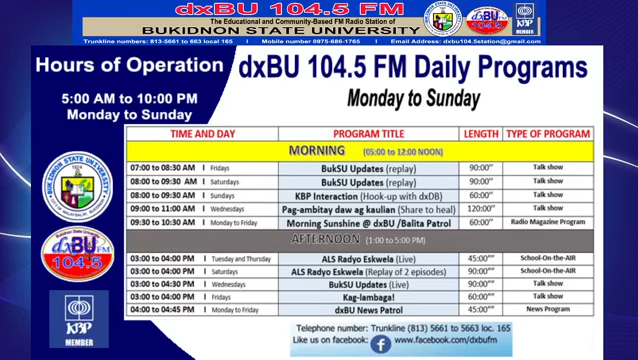 dxBU 104.5 FM
The Educational and Community-Based FM Radio Station of
BUKIDNON STATE UNIVERSITY
Trunkline numbers: 813-5661 to 663 local 165 I Mobile number 0975-686-1765 I Email Address: dxbu104.5station@gmail.com
KBP
MEMBER
Hours of Operation
5:00 AM to 10:00 PM
Monday to Sunday
dxBU 104.5 FM Daily Programs
Monday to Sunday
TIME AND DAY PROGRAM TITLE LENGTH TYPE OF PROGRAM
MORNING (05:00 to 12:00 NOON)
07:00 to 08:30 AM I Fridays BukSU Updates (replay) 90:00" Talk show
08:00 to 09:30 AM I Saturdays BukSU Updates (replay) 90:00" Talk show
08:00 to 09:30 AM I Sundays KBP Interaction (Hook-up with dxDB) 60:00" Talk show
09:00 to 11:00 AM I Wednesdays Pag-ambitay daw ag kaulian (Share to heal) 120:00" Talk show
09:30 to 10:30 AM I Monday to Friday Morning Sunshine @ dxBU /Balita Patrol 60:00" Radio Magazine Program
AFTERNOON (1:00 to 5:00 PM)
03:00 to 04:00 PM I Tuesday and Thursday ALS Radyo Eskwela (Live) 45:00"" School-On-the-AIR
03:00 to 04:00 PM I Saturdays ALS Radyo Eskwela (Replay of 2 episodes) 90:00"" School-On-the-AIR
03:00 to 04:30 PM I Wednesdays BukSU Updates (Live) 90:00"" Talk show
03:00 to 04:00 PM I Fridays Kag-lambaga! 60:00"" Talk show
04:00 to 04:45 PM I Monday to Friday dxBU News Patrol 45:00"" News Program
BUKIDNON STATE UNIVERSITY
1924
dxBU
FM
104.5
KBP
MEMBER
Telephone number: Trunkline (813) 5661 to 5663 loc. 165
Like us on facebook: f www.facebook.com/dxbufm